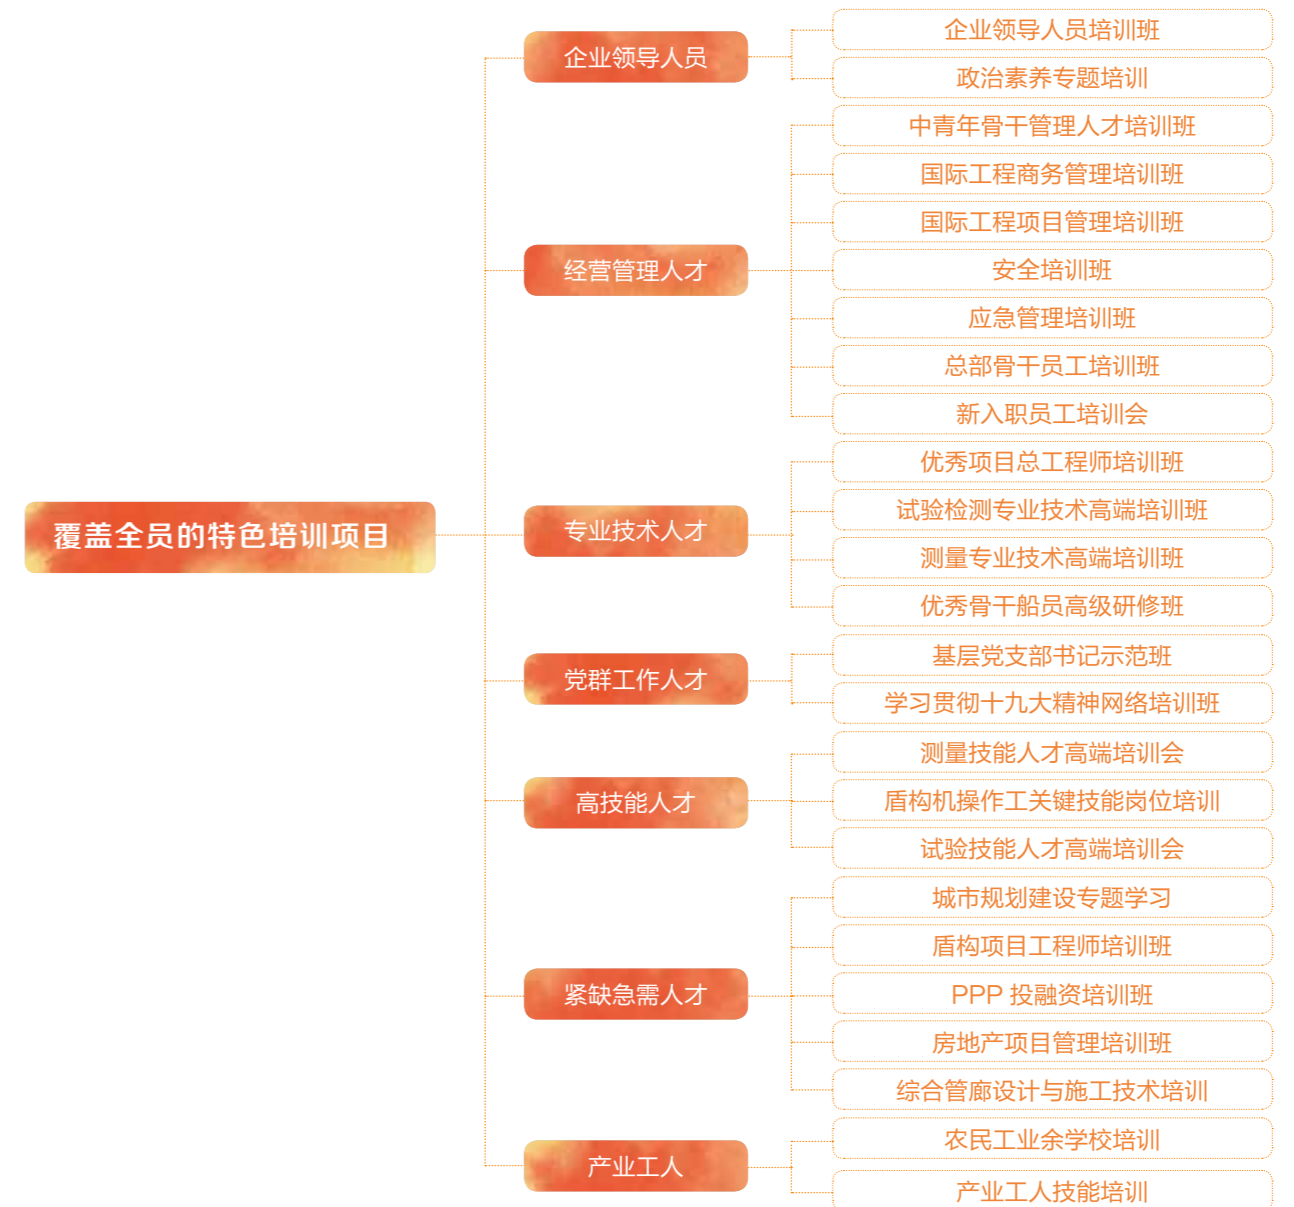 覆盖全员的特色培训项目
企业领导人员
企业领导人员培训班
政治素养专题培训
经营管理人才
中青年骨干管理人才培训班
国际工程商务管理培训班
国际工程项目管理培训班
安全培训班
应急管理培训班
总部骨干员工培训班
新入职员工培训会
专业技术人才
优秀项目总工程师培训班
试验检测专业技术高端培训班
测量专业技术高端培训班
优秀骨干船员高级研修班
党群工作人才
基层党支部书记示范班
学习贯彻十九大精神网络培训班
高技能人才
测量技能人才高端培训会
盾构机操作工关键技能岗位培训
试验技能人才高端培训会
紧缺急需人才
城市规划建设专题学习
盾构项目工程师培训班
PPP 投融资培训班
房地产项目管理培训班
综合管廊设计与施工技术培训
产业工人
农民工业余学校培训
产业工人技能培训